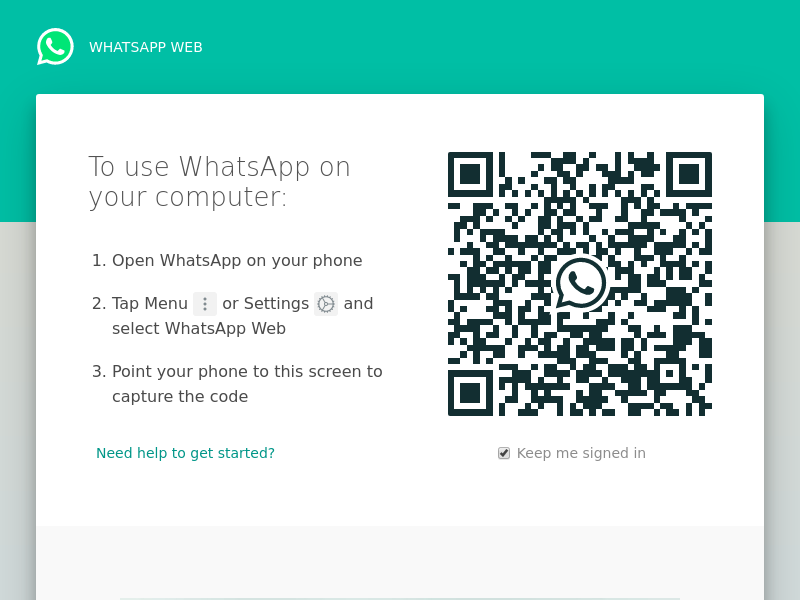 WHATSAPP WEB
To use WhatsApp on
your computer:
1. Open WhatsApp on your phone
2. Tap Menu or Settings and
select WhatsApp Web
3. Point your phone to this screen to
capture the code
Need help to get started?
Keep me signed in